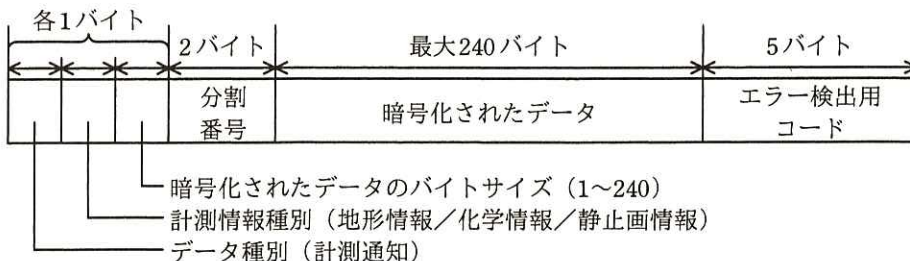 各1バイト
2バイト
最大240バイト
5バイト
分割
番号
暗号化されたデータ
エラー検出用
コード
暗号化されたデータのバイトサイズ（1～240）
計測情報種別（地形情報／化学情報／静止画情報）
データ種別（計測通知）